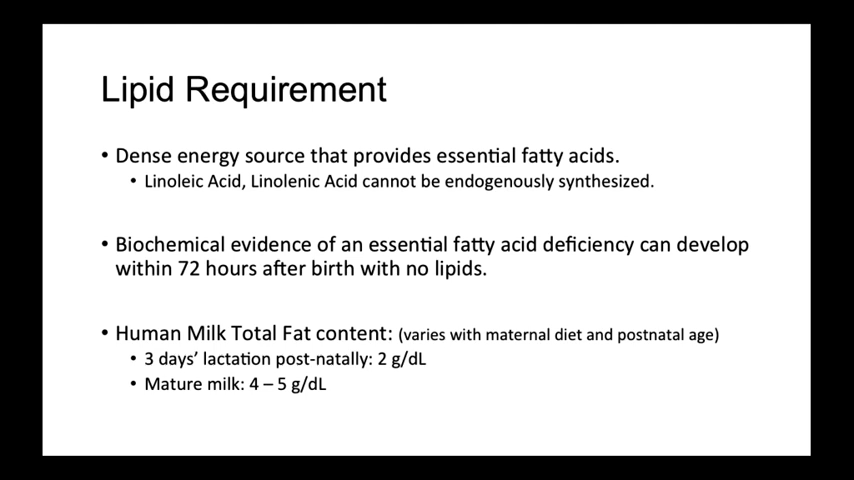 Lipid Requirement
• Dense energy source that provides essential fatty acids.
• Linoleic Acid, Linolenic Acid cannot be endogenously synthesized.
• Biochemical evidence of an essential fatty acid deficiency can develop
within 72 hours after birth with no lipids.
• Human Milk Total Fat content: (varies with maternal diet and postnatal age)
• 3 days’ lactation post-natally: 2 g/dL
• Mature milk: 4 – 5 g/dL